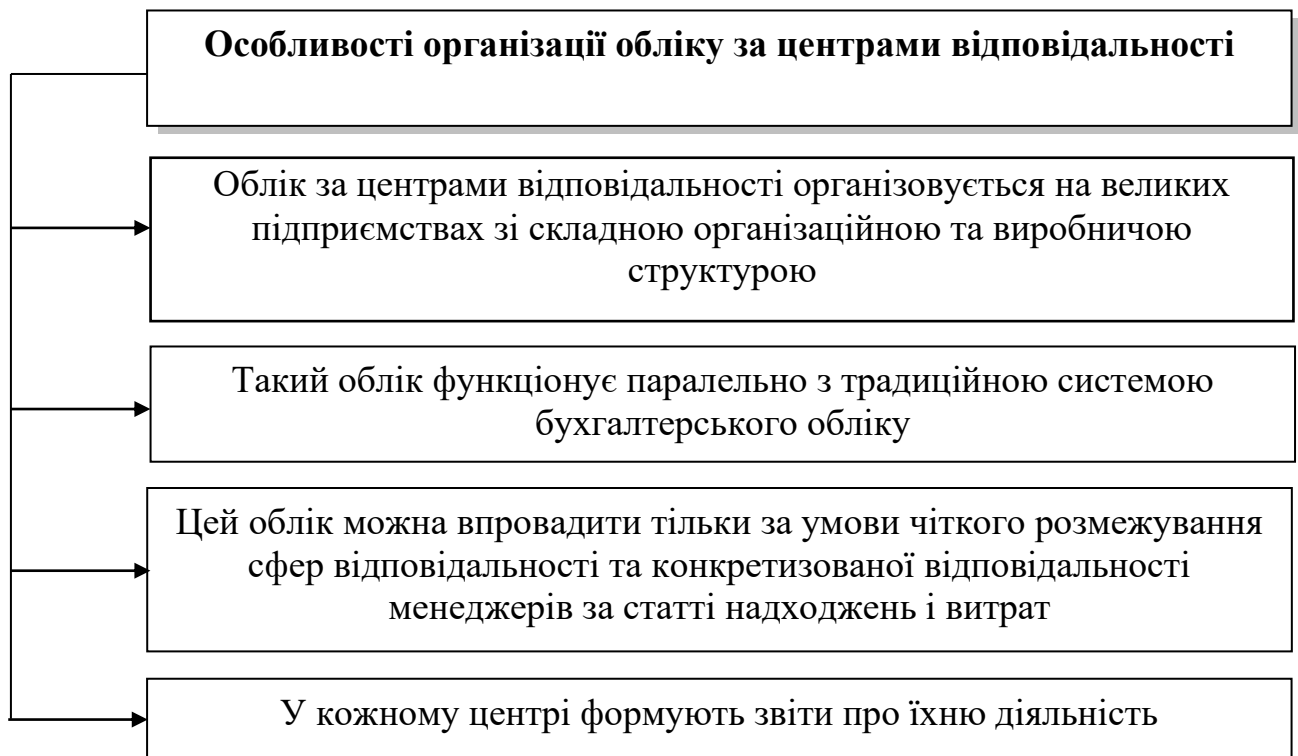 Особливості організації обліку за центрами відповідальності
Облік за центрами відповідальності організовується на великих
підприємствах зі складною організаційною та виробничою
структурою
Такий облік функціонує паралельно з традиційною системою
бухгалтерського обліку
Цей облік можна впровадити тільки за умови чіткого розмежування
сфер відповідальності та конкретизованої відповідальності
менеджерів за статті надходжень і витрат
У кожному центрі формують звіти про їхню діяльність